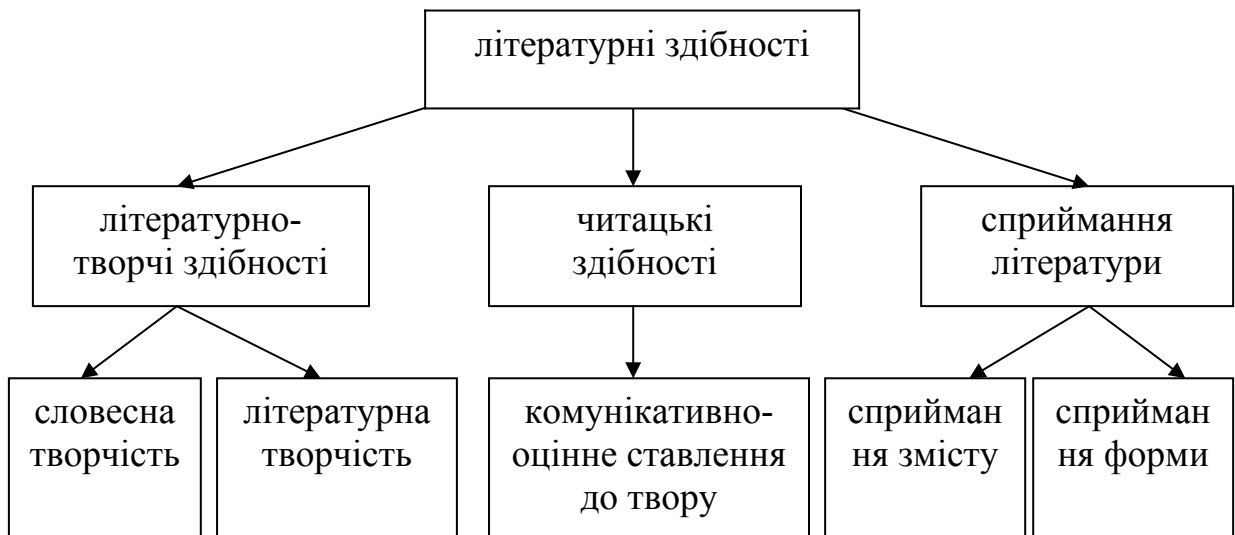 літературні здібності
літературно-
творчі здібності
читацькі
здібності
сприймання
літератури
словесна
творчість
літературна
творчість
комунікативно-
оцінне ставлення
до твору
сприйман
ня змісту
сприйман
ня форми